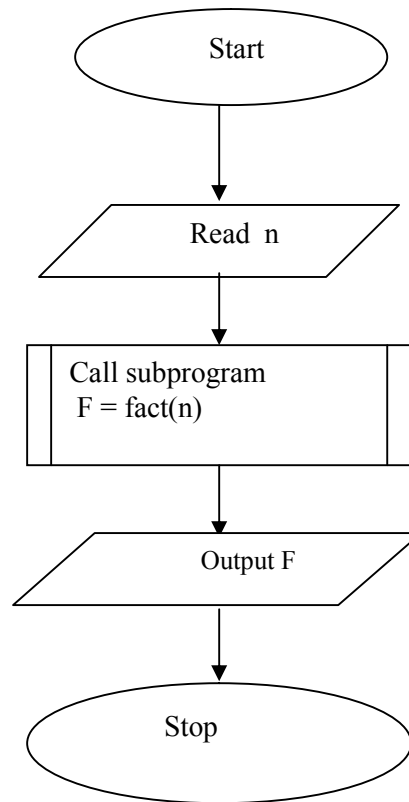 Start
Read n
Call subprogram
F = fact(n)
Output F
Stop